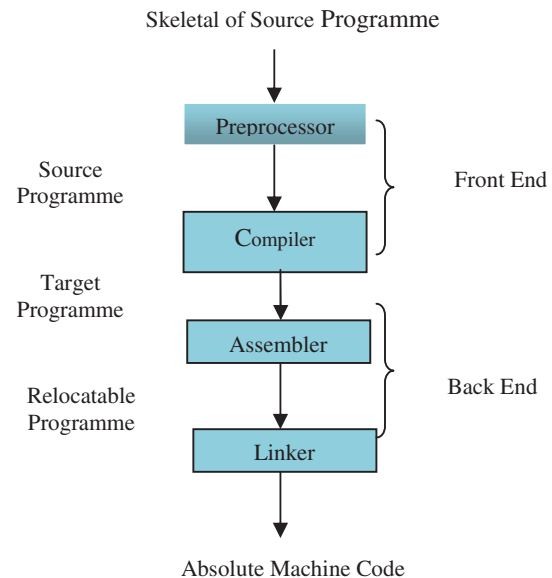 Skeletal of Source Programme
Preprocessor
Source
Programme
Front End
Compiler
Target
Programme
Assembler
Relocatable
Programme
Back End
Linker
Absolute Machine Code